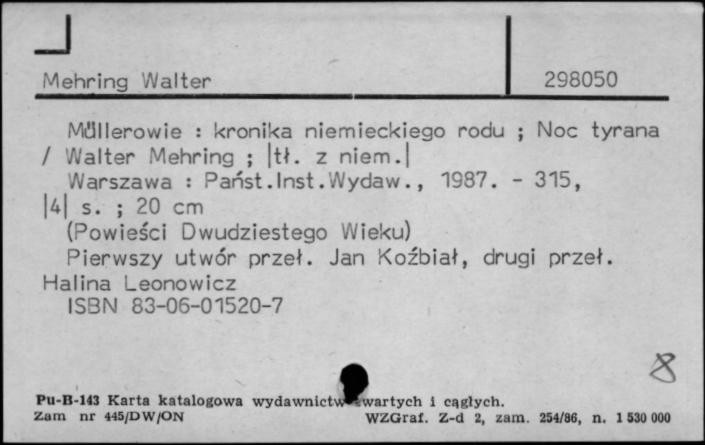 Mehring Walter 298050
Müllerowie : kronika niemieckiego rodu ; Noc tyrana
/ Walter Mehring ; |tł. z niem.|
Warszawa : Państ.Inst.Wydaw., 1987. - 315,
|4| s. ; 20 cm
(Powieści Dwudziestego Wieku)
Pierwszy utwór przeł. Jan Koźbiał, drugi przeł.
Halina Leonowicz
ISBN 83-06-01520-7
8
Pu-B-143 Karta katalogowa wydawnictw zwartych i cągłych.
Zam nr 445/DW/ON WZGraf. Z-d 2, zam. 254/86, n. 1 530 000